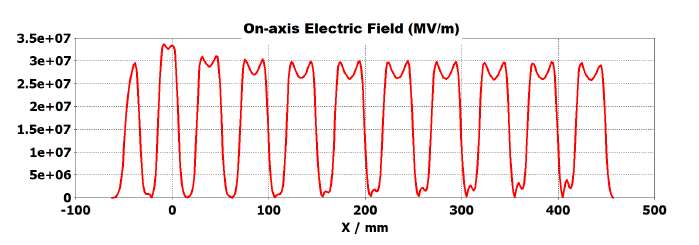 On-axis Electric Field (MV/m)
3.5e+07
3e+07
2.5e+07
2e+07
1.5e+07
1e+07
5e+06
0
-100 0 100 200 300 400 500
X / mm